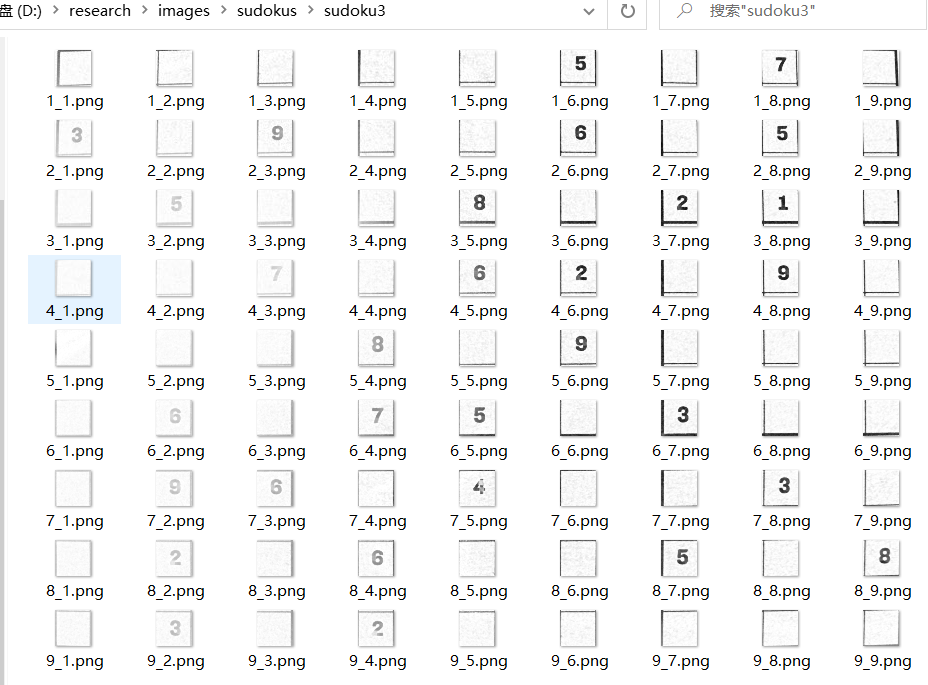 盘 (D:) > research > images > sudokus > sudoku3 搜索"sudoku3"
5 7
1_1.png 1_2.png 1_3.png 1_4.png 1_5.png 1_6.png 1_7.png 1_8.png 1_9.png
3 9 6 5
2_1.png 2_2.png 2_3.png 2_4.png 2_5.png 2_6.png 2_7.png 2_8.png 2_9.png
5 8 2 1
3_1.png 3_2.png 3_3.png 3_4.png 3_5.png 3_6.png 3_7.png 3_8.png 3_9.png
7 6 2 9
4_1.png 4_2.png 4_3.png 4_4.png 4_5.png 4_6.png 4_7.png 4_8.png 4_9.png
8 9
5_1.png 5_2.png 5_3.png 5_4.png 5_5.png 5_6.png 5_7.png 5_8.png 5_9.png
6 7 5 3
6_1.png 6_2.png 6_3.png 6_4.png 6_5.png 6_6.png 6_7.png 6_8.png 6_9.png
9 6 4 3
7_1.png 7_2.png 7_3.png 7_4.png 7_5.png 7_6.png 7_7.png 7_8.png 7_9.png
2 6 5 8
8_1.png 8_2.png 8_3.png 8_4.png 8_5.png 8_6.png 8_7.png 8_8.png 8_9.png
3 2
9_1.png 9_2.png 9_3.png 9_4.png 9_5.png 9_6.png 9_7.png 9_8.png 9_9.png